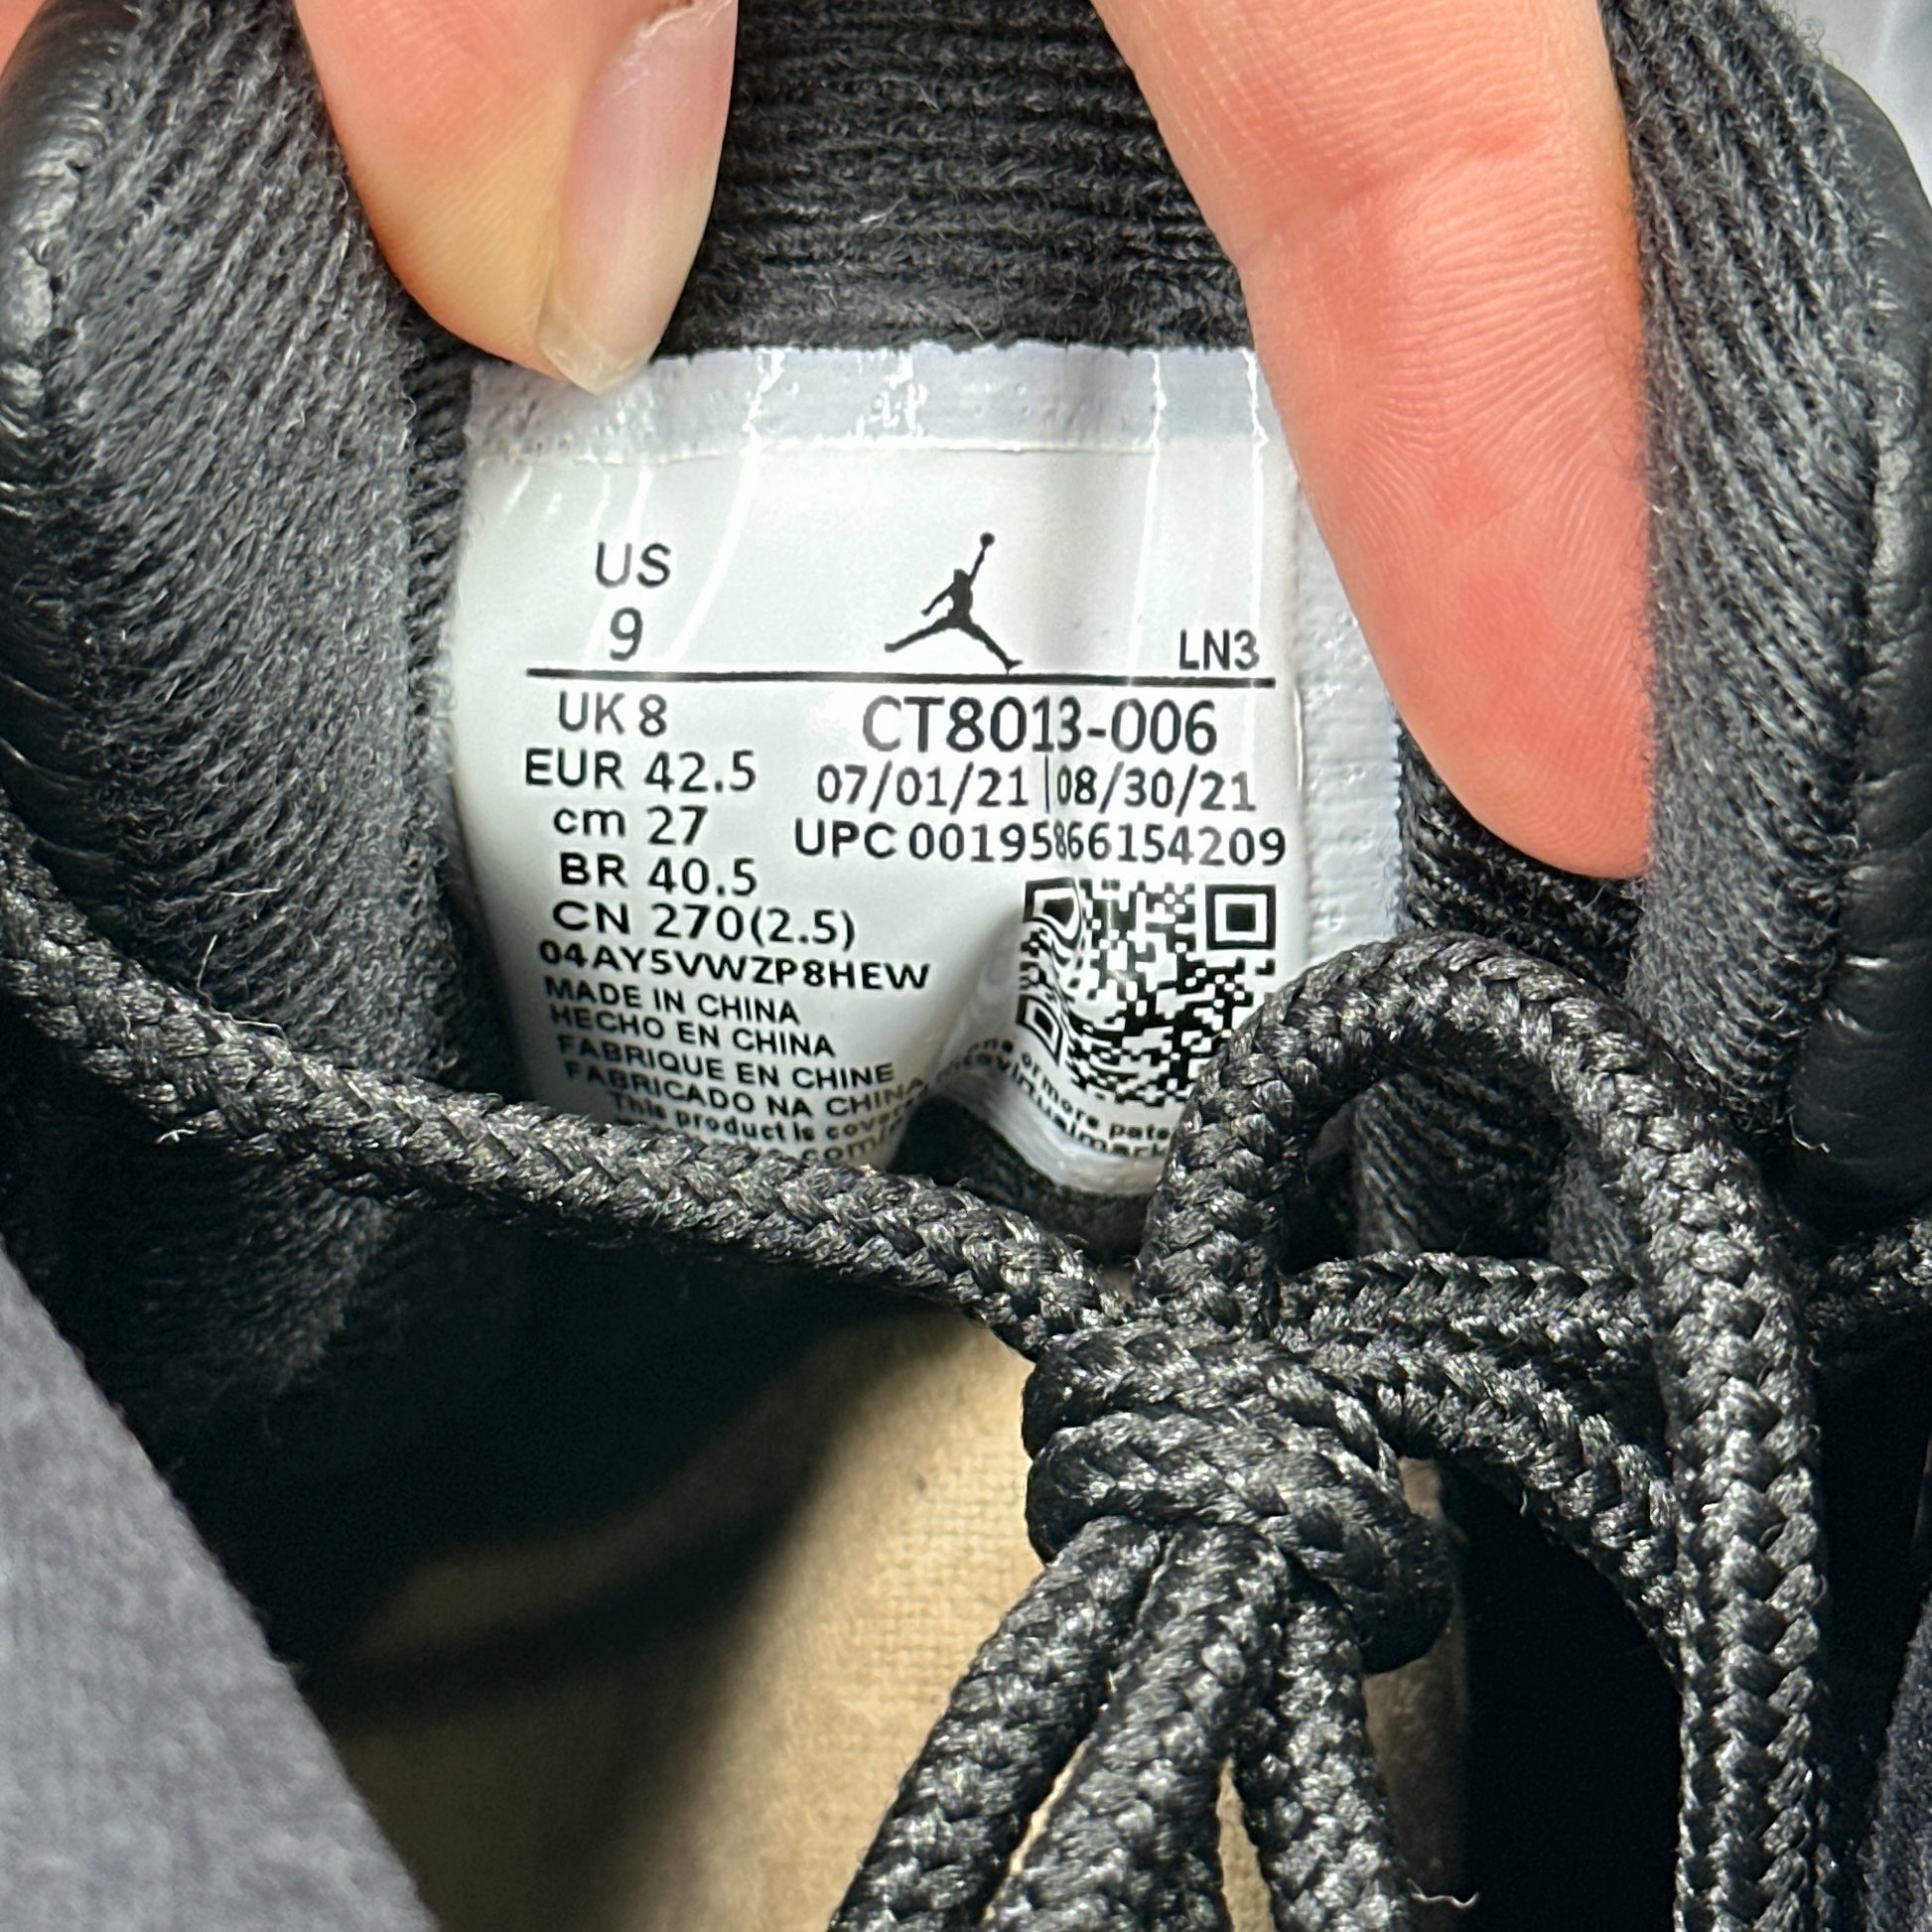 US
9
LN3
UK 8
EUR 42.5
cm 27
BR 40.5
CN 270(2.5)
CT8013-006
07/01/21 | 08/30/21
UPC 00195866154209
04AY5VWZP8HEW
MADE IN CHINA
HECHO EN CHINA
FABRIQUE EN CHINE
FABRICADO NA CHINA
This product is or more